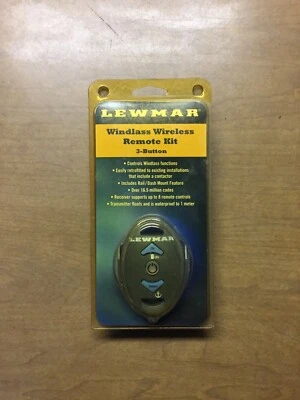 LEWMAR
Windlass Wireless
Remote Kit
3-Button
• Controls Windlass functions
• Easily retrofitted to existing installations
that include a contactor
• Includes Rail/Dash Mount Feature
• Over 16.5 million codes
• Receiver supports up to 8 remote controls
• Transmitter floats and is waterproof to 1 meter
LEWMAR